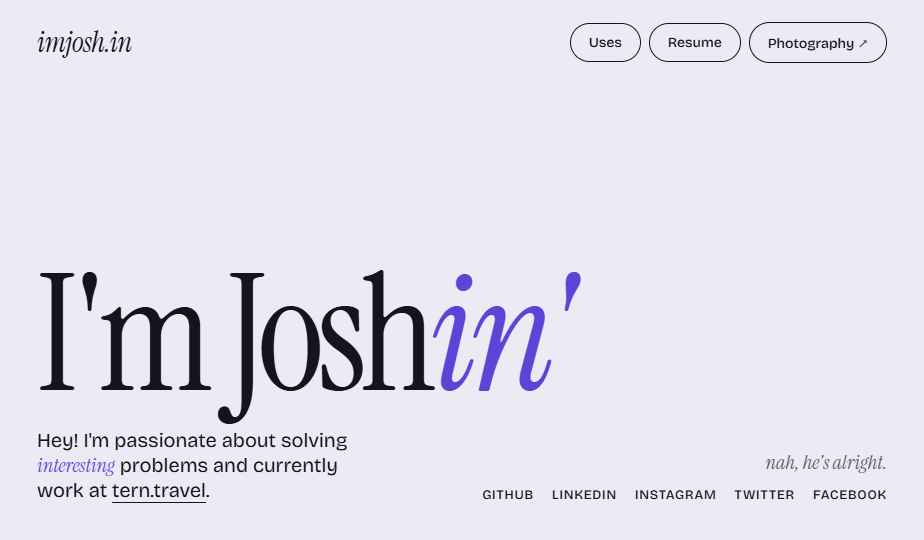 imjosh.in
Uses
Resume
Photography ↗
I'm Joshin'
Hey! I'm passionate about solving
interesting problems and currently
work at tern.travel.
nah, he's alright.
GITHUB LINKEDIN INSTAGRAM TWITTER FACEBOOK